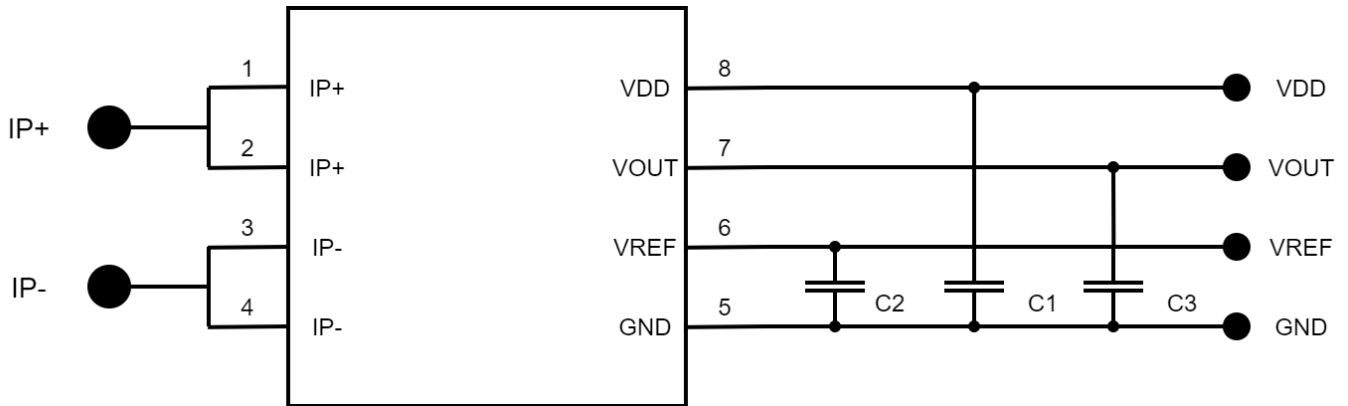 1 8
IP+ VDD VDD
IP+
2 7
IP+ VOUT VOUT
3 6
IP- VREF VREF
IP-
C2 C1 C3
4 5
IP- GND GND